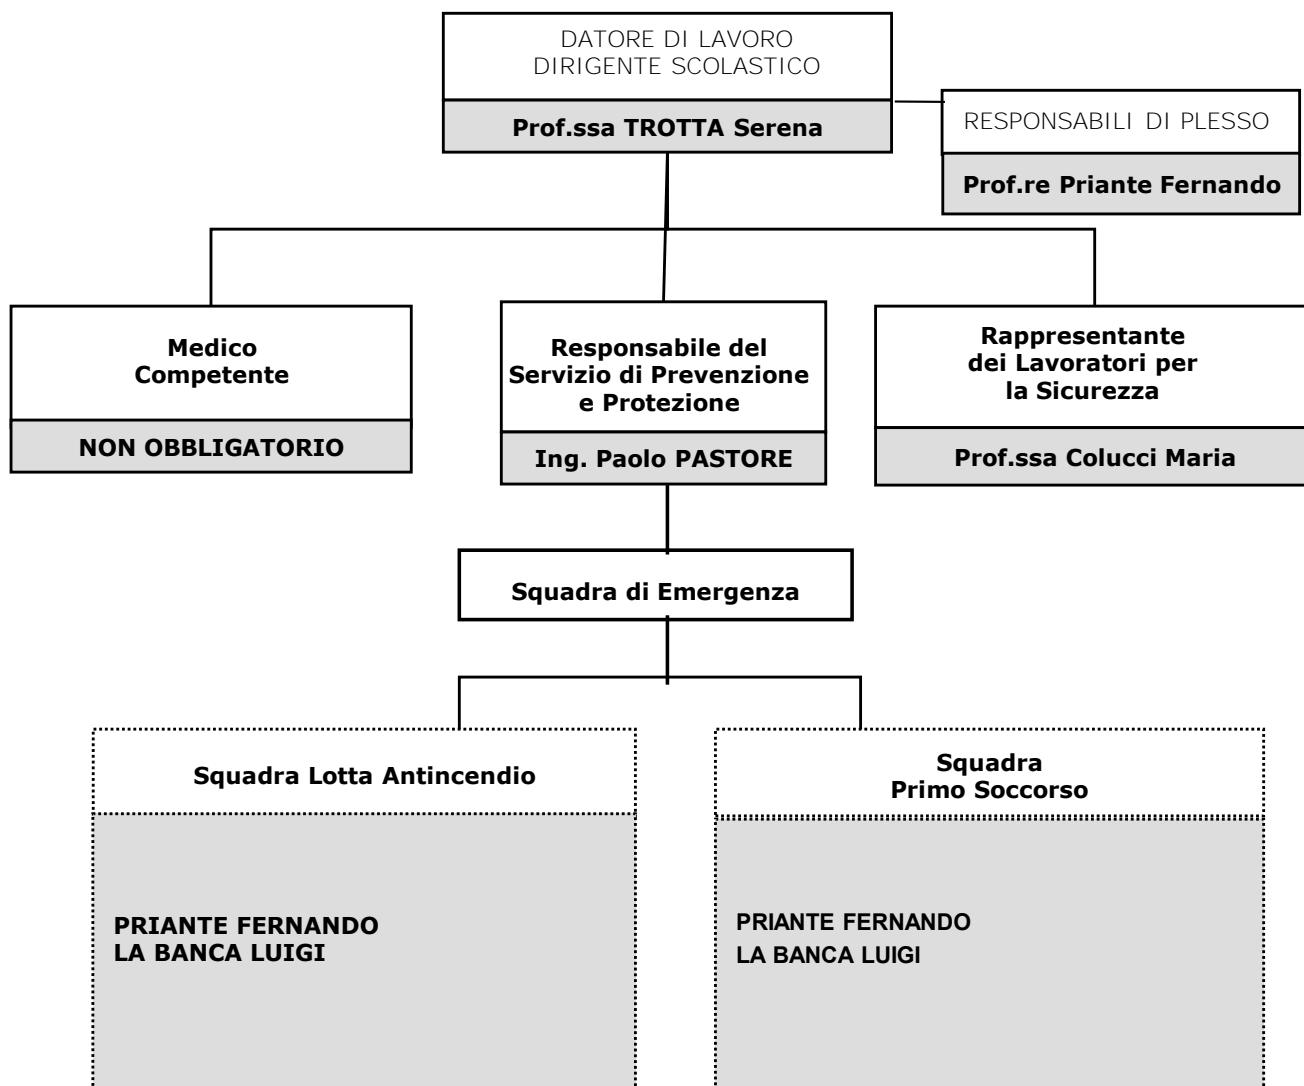 DATORE DI LAVORO
DIRIGENTE SCOLASTICO
Prof.ssa TROTTA Serena
RESPONSABILI DI PLESSO
Prof.re Priante Fernando
Medico
Competente
NON OBBLIGATORIO
Responsabile del
Servizio di Prevenzione
e Protezione
Ing. Paolo PASTORE
Rappresentante
dei Lavoratori per
la Sicurezza
Prof.ssa Colucci Maria
Squadra di Emergenza
Squadra Lotta Antincendio
PRIANTE FERNANDO
LA BANCA LUIGI
Squadra
Primo Soccorso
PRIANTE FERNANDO
LA BANCA LUIGI